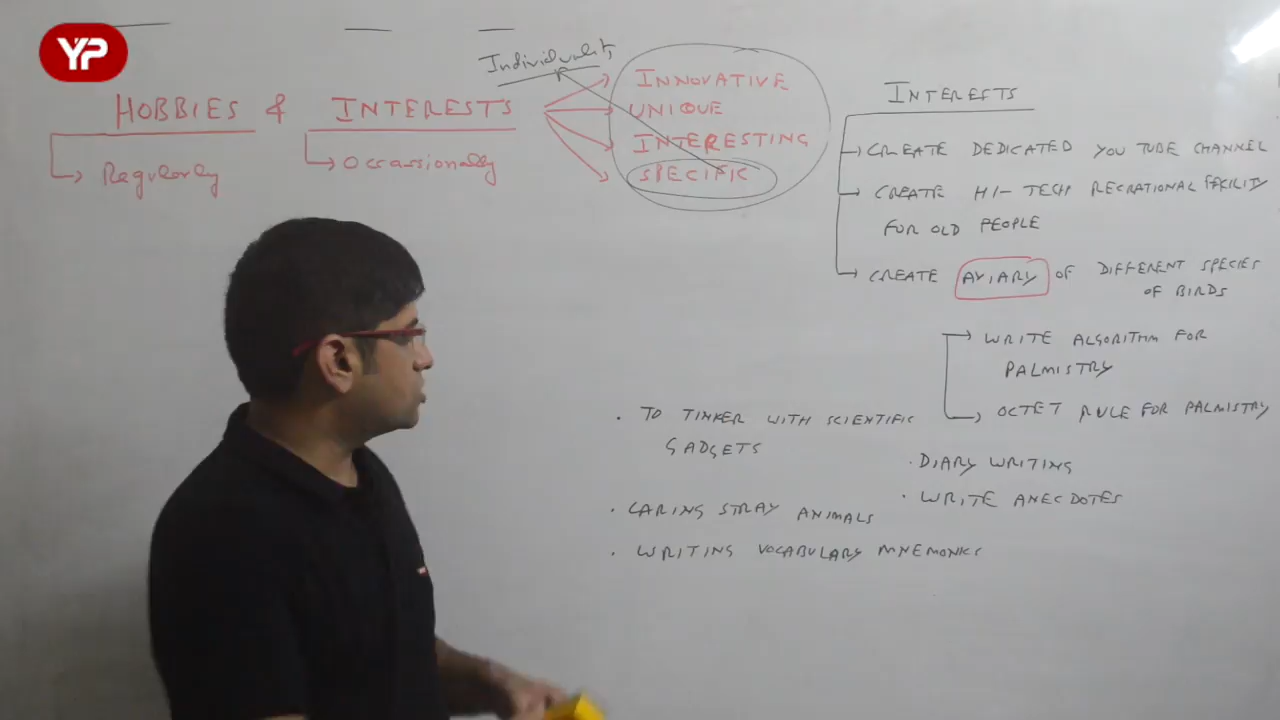 YP
Individuality
HOBBIES & INTERESTS
Regularly
Occassionally
INNOVATIVE
UNIQUE
INTERESTING
SPECIFIC
INTERESTS
CREATE DEDICATED YOU TUBE CHANNEL
CREATE HI-TECH RECRATIONAL FACILITY
FOR OLD PEOPLE
CREATE AVIARY OF DIFFERENT SPECIES
OF BIRDS
WRITE ALGORITHM FOR
PALMISTRY
OCTET RULE FOR PALMISTRY
. TO TINKER WITH SCIENTIFIC
GADGETS
. DIARY WRITING
. WRITE ANECDOTES
. CARING STRAY ANIMALS
. WRITING VOCABULARY MNEMONICS